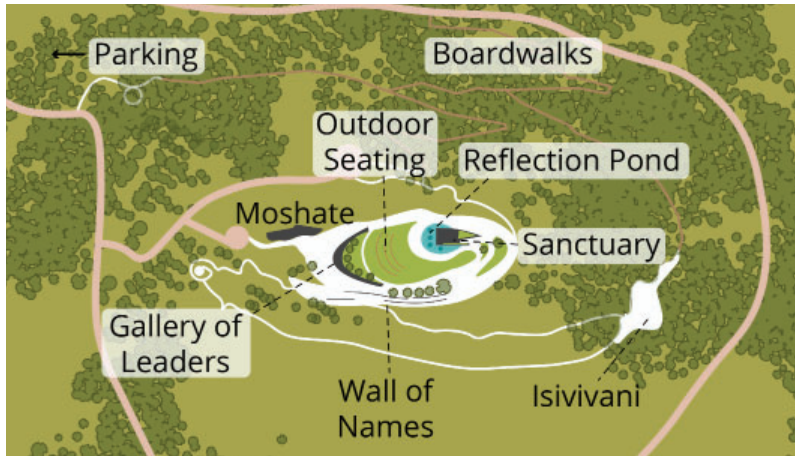 Parking
Boardwalks
Outdoor
Seating
Reflection Pond
Moshate
Sanctuary
Gallery of
Leaders
Wall of
Names
Isivivani